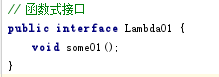 // 函数式接口
public interface Lambda01 {
    void some01();
}